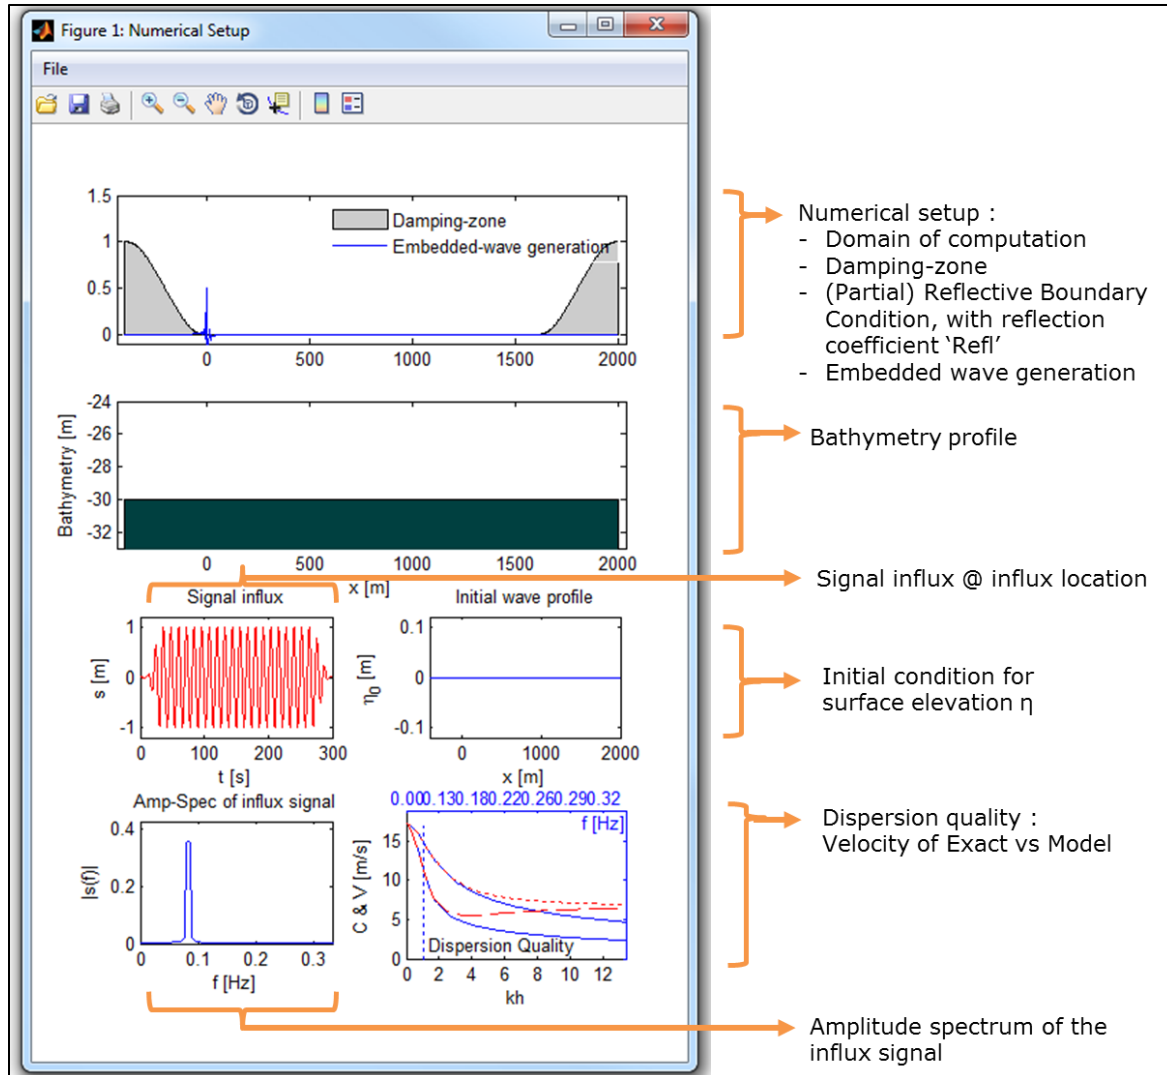 Figure 1: Numerical Setup
File
1.5
1
0.5
0
Damping-zone
Embedded-wave generation
0 500 1000 1500 2000
Numerical setup :
- Domain of computation
- Damping-zone
- (Partial) Reflective Boundary
Condition, with reflection
coefficient ‘Refl’
- Embedded wave generation
Bathymetry [m]
-24
-26
-28
-30
-32
0 500 1000 1500 2000
x [m]
Bathymetry profile
Signal influx @ influx location
Signal influx
s [m]
1
0
-1
0 100 200 300
t [s]
Initial wave profile
η0 [m]
0.1
0
-0.1
0 1000 2000
x [m]
Initial condition for
surface elevation η
Amp-Spec of influx signal
|s(f)|
0.4
0.2
0
0 0.1 0.2 0.3
f [Hz]
0.000.130.180.220.260.290.32
f [Hz]
C & V [m/s]
15
10
5
0
Dispersion Quality
0 2 4 6 8 10 12
kh
Dispersion quality :
Velocity of Exact vs Model
Amplitude spectrum of the
influx signal